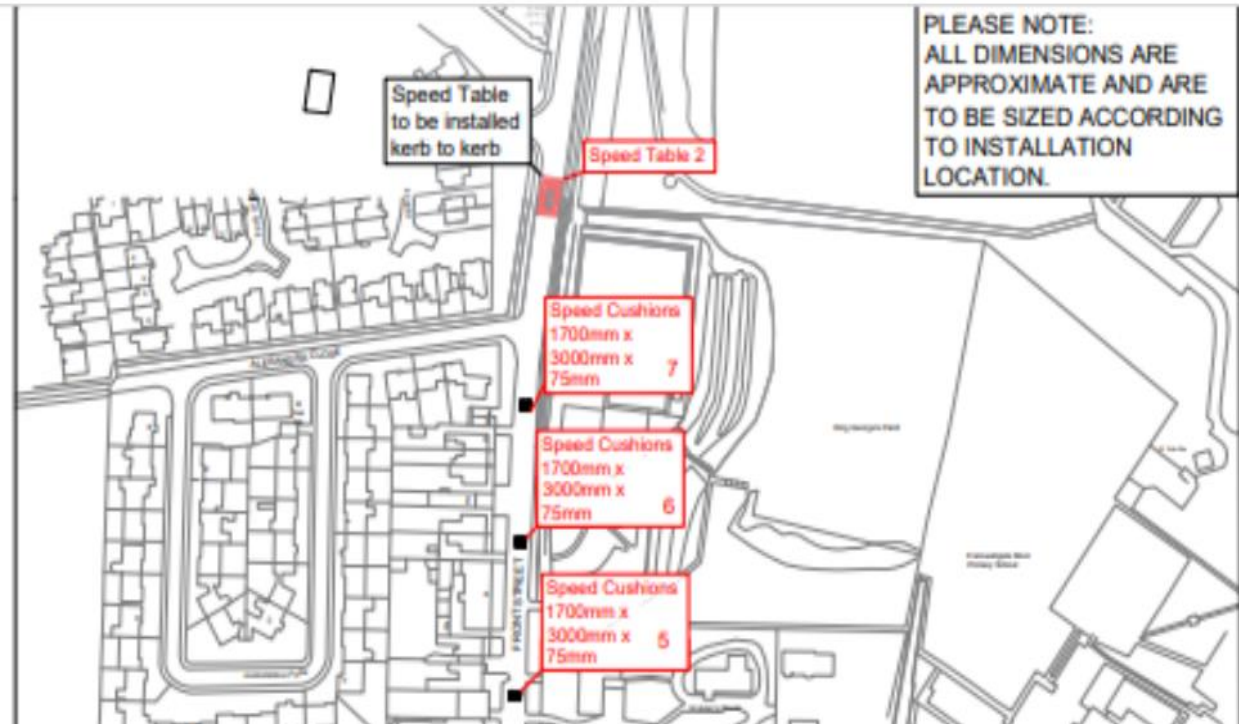 PLEASE NOTE:
ALL DIMENSIONS ARE
APPROXIMATE AND ARE
TO BE SIZED ACCORDING
TO INSTALLATION
LOCATION.
Speed Table
to be installed
kerb to kerb
Speed Table 2
Speed Cushions
1700mm x
3000mm x 7
75mm
Speed Cushions
1700mm x
3000mm x
75mm 6
Speed Cushions
1700mm x
3000mm x 5
75mm
FRONT STREET